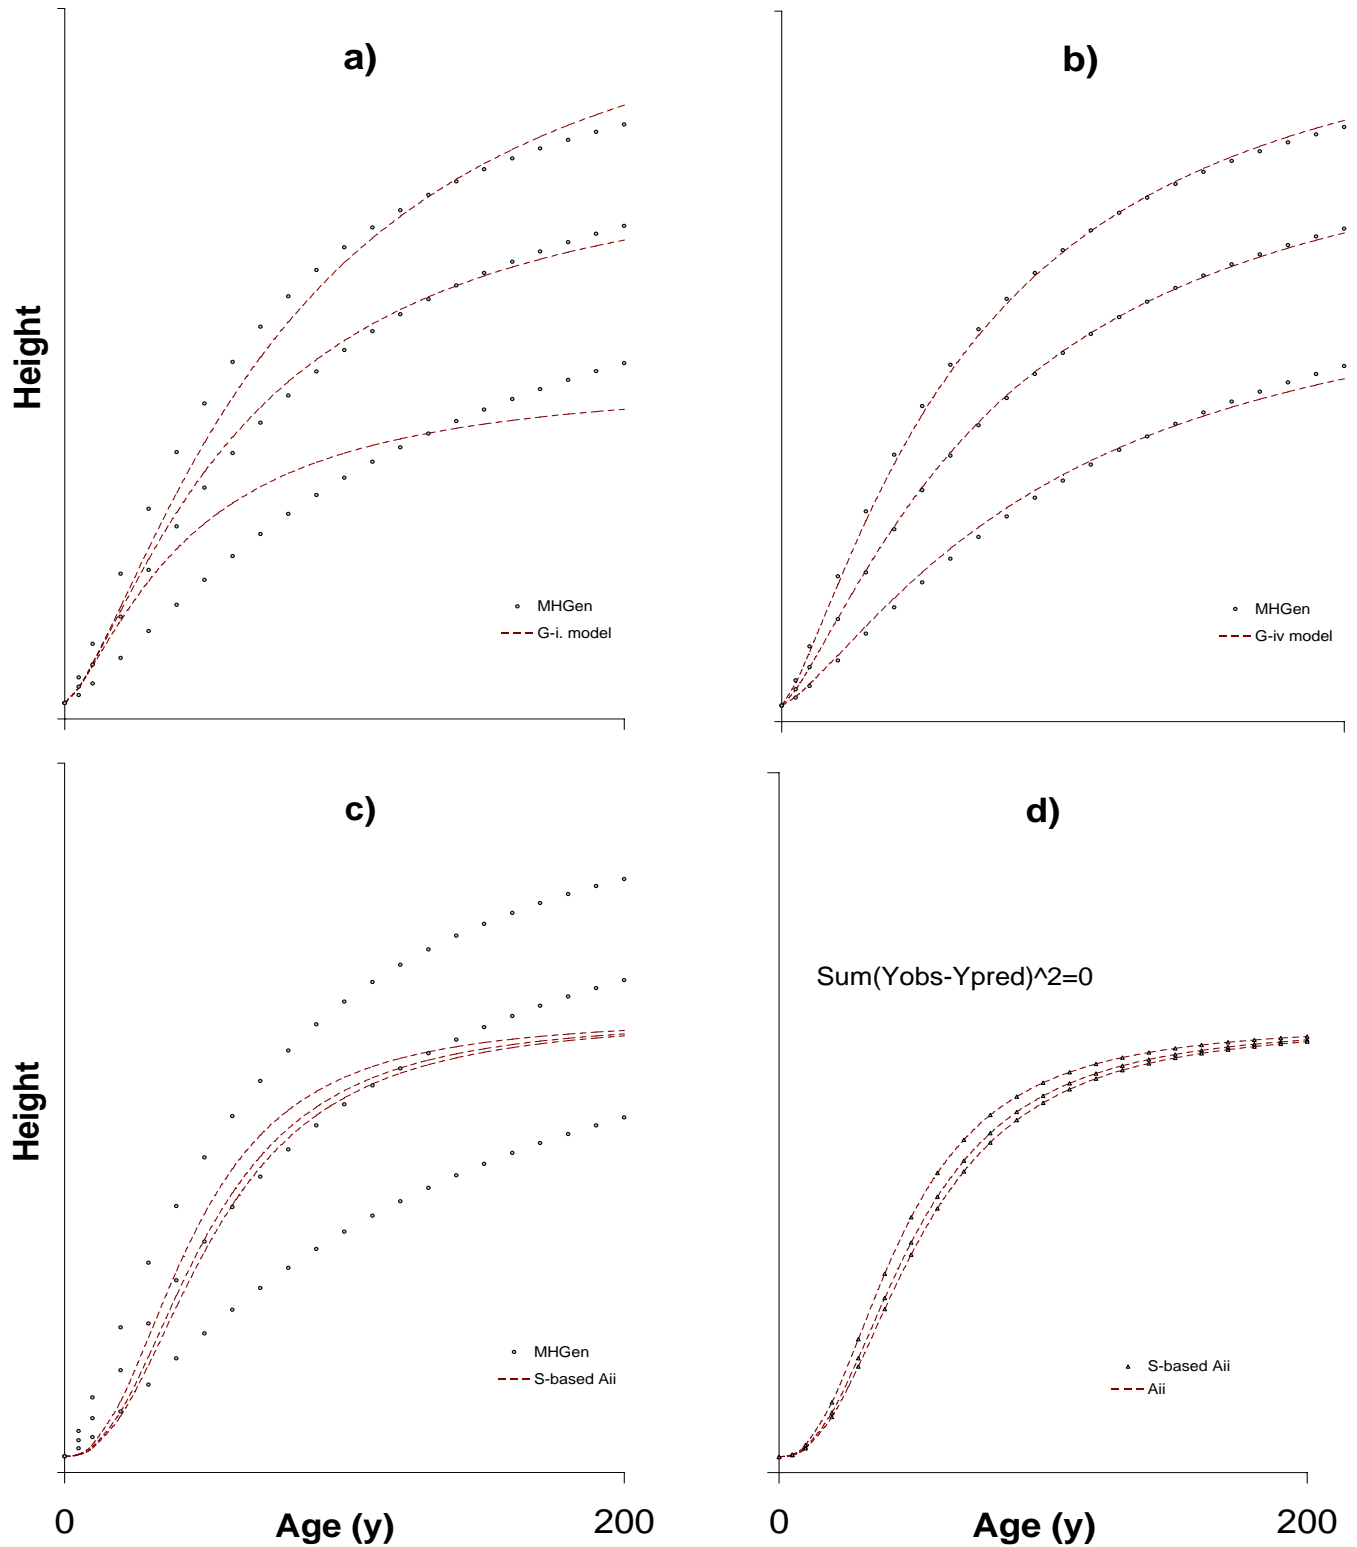 a)
b)
Height
MHGen
G-i. model
MHGen
G-iv model
c)
d)
Sum(Yobs-Ypred)^2=0
Height
MHGen
S-based Aii
S-based Aii
Aii
0
Age (y)
200
0
Age (y)
200